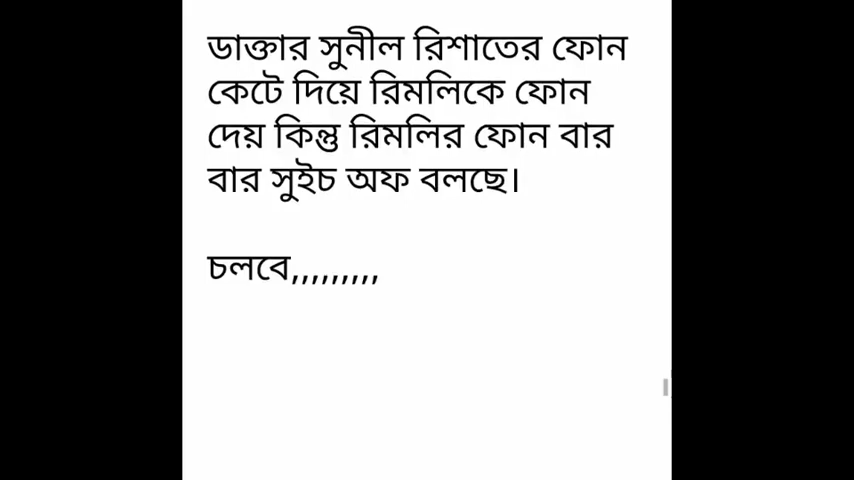 ডাক্তার সুনীল রিশাতের ফোন
কেটে দিয়ে রিমলিকে ফোন
দেয় কিন্তু রিমলির ফোন বার
বার সুইচ অফ বলছে।
চলবে,,,,,,,,,